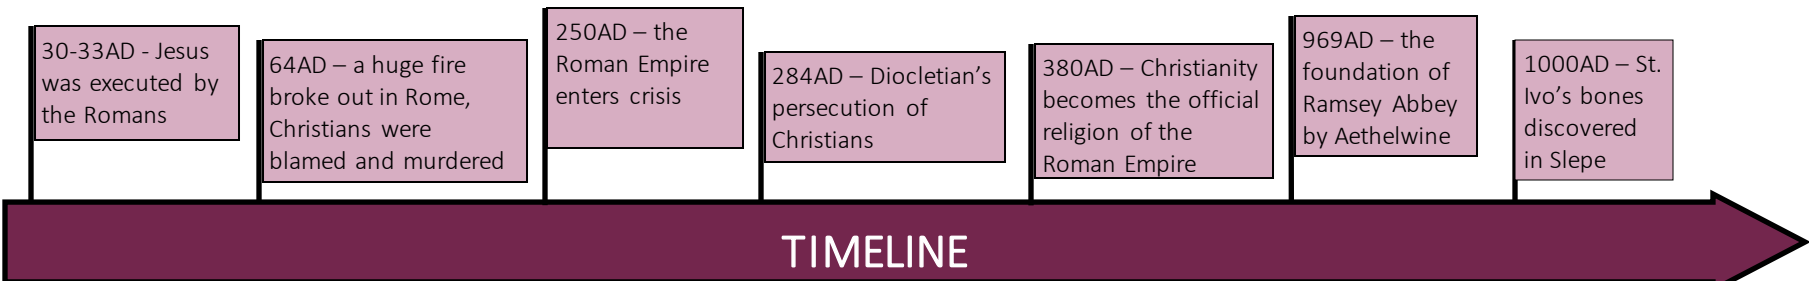 30-33AD - Jesus
was executed by
the Romans
64AD – a huge fire
broke out in Rome,
Christians were
blamed and murdered
250AD – the
Roman Empire
enters crisis
284AD – Diocletian’s
persecution of
Christians
380AD – Christianity
becomes the official
religion of the
Roman Empire
969AD – the
foundation of
Ramsey Abbey
by Aethelwine
1000AD – St.
Ivo’s bones
discovered
in Slepe
TIMELINE